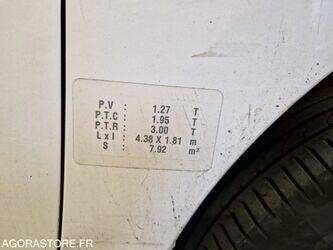 P.V : 1.27 T
P.T.C : 1.95 T
P.T.R : 3.00 T
L x l : 4.38 X 1.81 m
S : 7.92 m²
AGORASTORE.FR